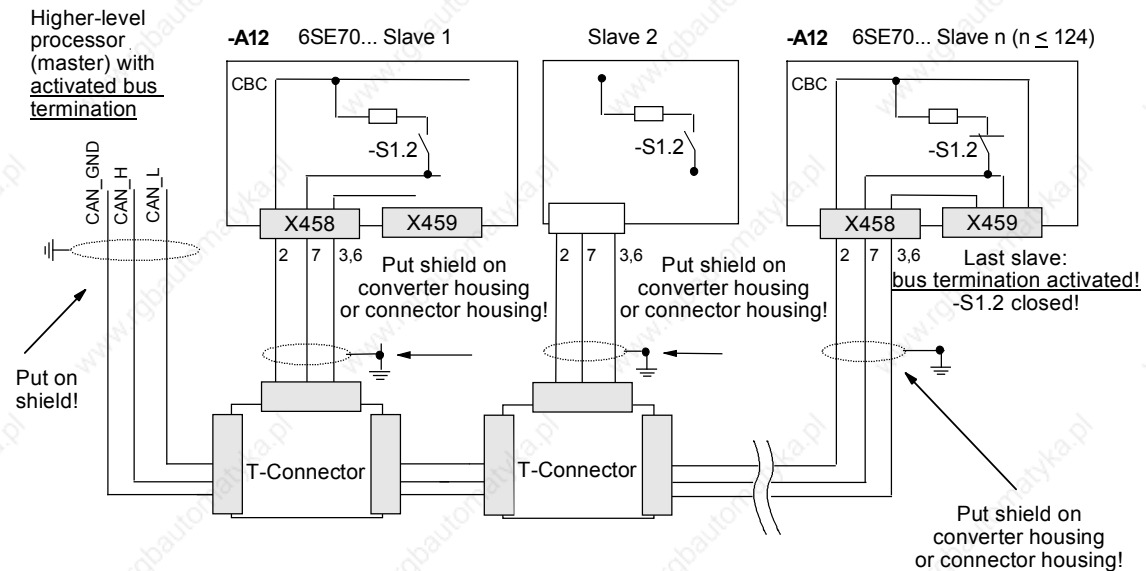 Higher-level
processor
(master) with
activated bus
termination
-A12 6SE70... Slave 1
Slave 2
-A12 6SE70... Slave n (n ≤ 124)
CBC
-S1.2
-S1.2
CBC
-S1.2
CAN_GND
CAN_H
CAN_L
X458
X459
X458
X459
2 7 3,6
2 7 3,6
2 7 3,6
Put shield on
converter housing
or connector housing!
Put shield on
converter housing
or connector housing!
Last slave:
bus termination activated!
-S1.2 closed!
Put on
shield!
T-Connector
T-Connector
Put shield on
converter housing
or connector housing!
www.rgbautomatyka.pl